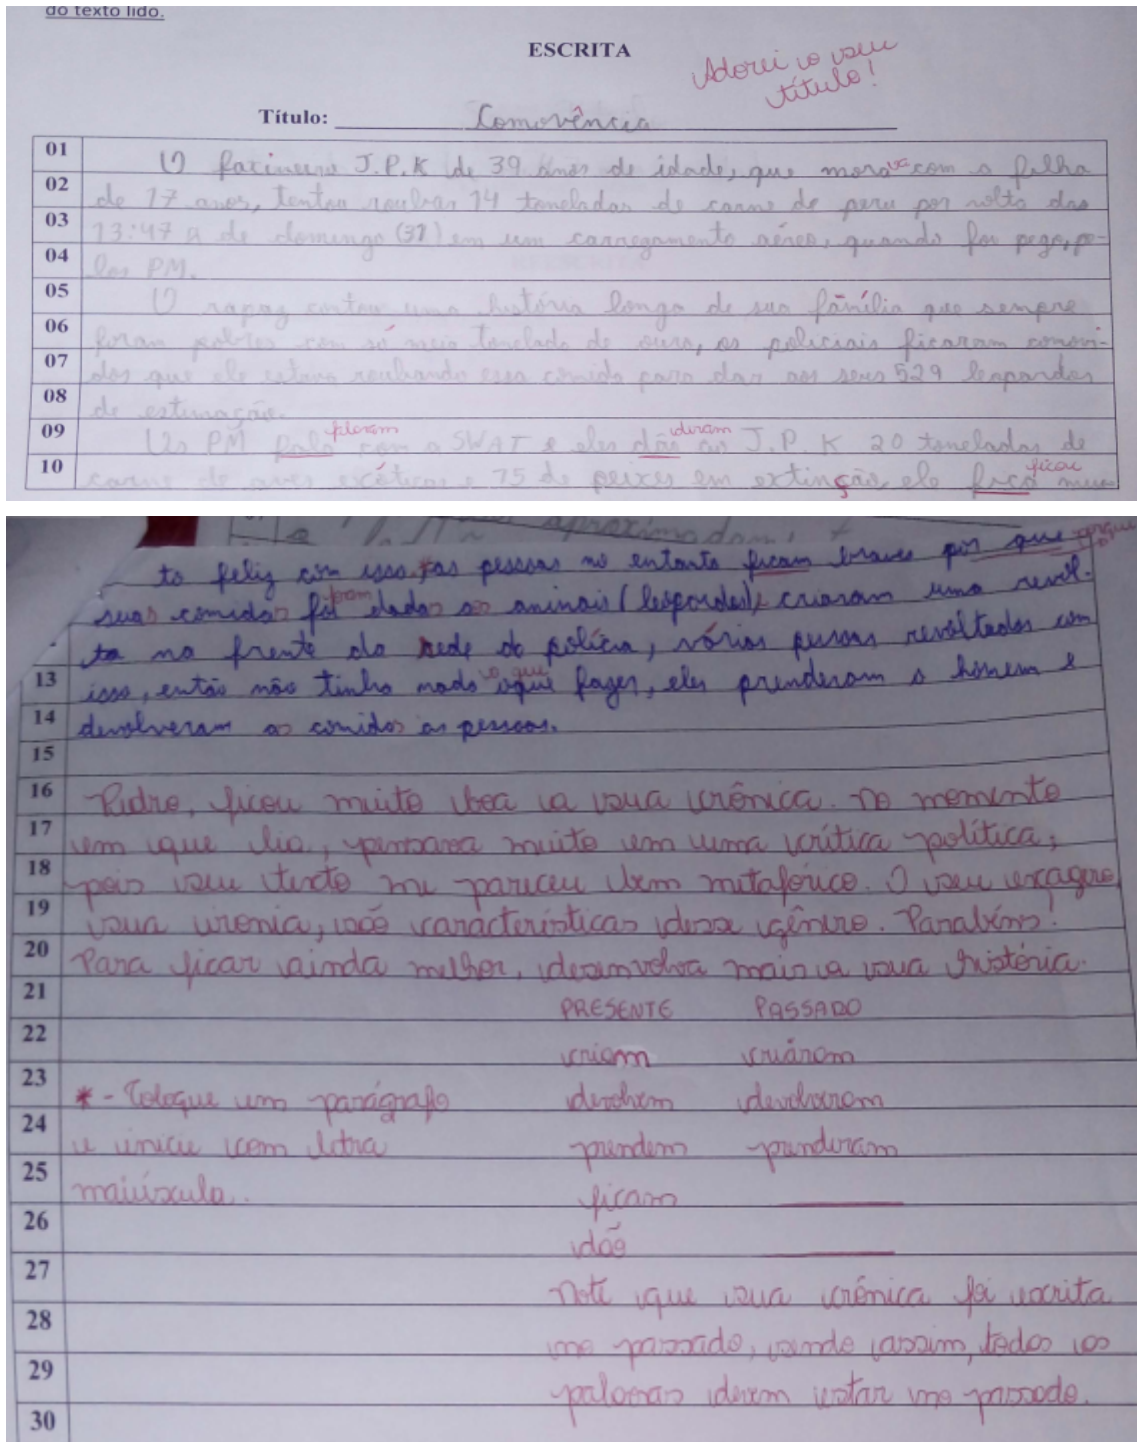 do texto lido.
ESCRITA
Adorei o seu
título!
Título: Comovência
01 O faxineiro J.P.K de 39 anos de idade, que morava com a filha
02 de 17 anos, tentou roubar 14 toneladas de carne de peru por volta das
03 13:47 a de domingo (31) em um carregamento aéreo, quando foi pego, pe-
04 los PM.
05 O rapaz contou uma história longa de sua família que sempre
06 foram pobres com só meia tonelada de ouro, os policiais ficaram comovi-
07 dos que ele estava roubando essa comida para dar aos seus 529 leopardos
08 de estimação.
falaram deram
09 Os PM fala com a SWAT e eles dão ao J.P.K 20 toneladas de
ficou
10 carne de aves exóticas e 75 de peixes em extinção, ele fica mui-
aproximadam
to feliz com isso. *as pessoas no entanto ficam bravas por que porque
foram
suas comidas foi dadas ao animais (leopardos), criaram uma revol-
ta na frente da sede do polícia, várias pessoas revoltadas com
o que
13 isso, então não tinha nada oque fazer, eles prenderam o homem e
14 devolveram as comidas as pessoas.
15
16 Pedro, ficou muito boa a sua crônica. No momento
17 em que lia, pensava muito em uma crítica política,
18 pois seu texto me pareceu bem metafórico. O seu exagero,
19 sua ironia, são características desse gênero. Parabéns!
20 Para ficar ainda melhor, desenvolva mais a sua história.
21 PRESENTE PASSADO
22 criam criaram
23 *- Coloque um parágrafo devolvem devolveram
24 e inicie com letra prendem prenderam
25 maiúscula. ficam
26 dão
27 Note que sua crônica foi escrita
28 no passado, sendo assim, todas as
29 palavras devem estar no passado.
30